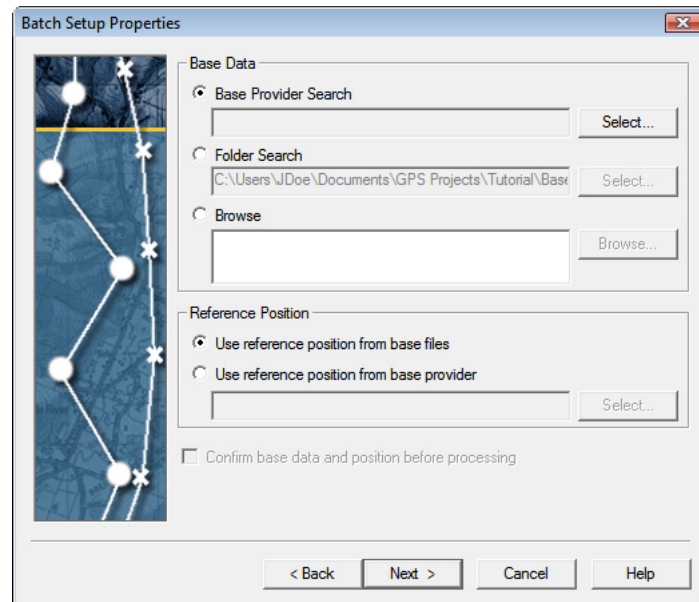 Batch Setup Properties
Base Data
Base Provider Search
Select...
Folder Search
C:\Users\JDoe\Documents\GPS Projects\Tutorial\Base
Select...
Browse
Browse...
Reference Position
Use reference position from base files
Use reference position from base provider
Select...
Confirm base data and position before processing
< Back Next > Cancel Help